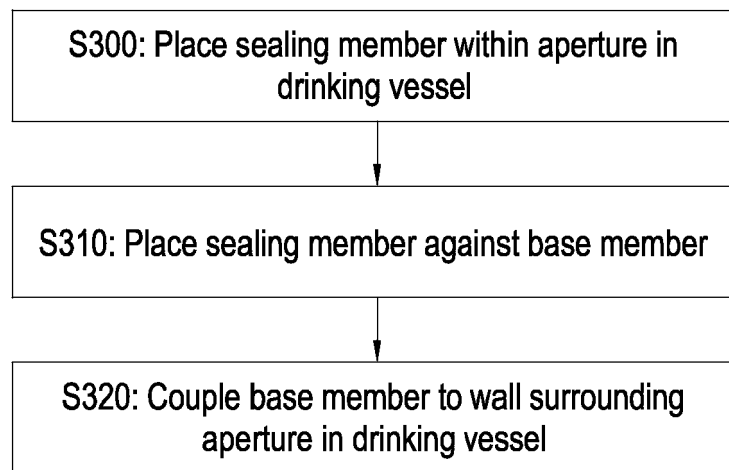 S300: Place sealing member within aperture in
drinking vessel
S310: Place sealing member against base member
S320: Couple base member to wall surrounding
aperture in drinking vessel